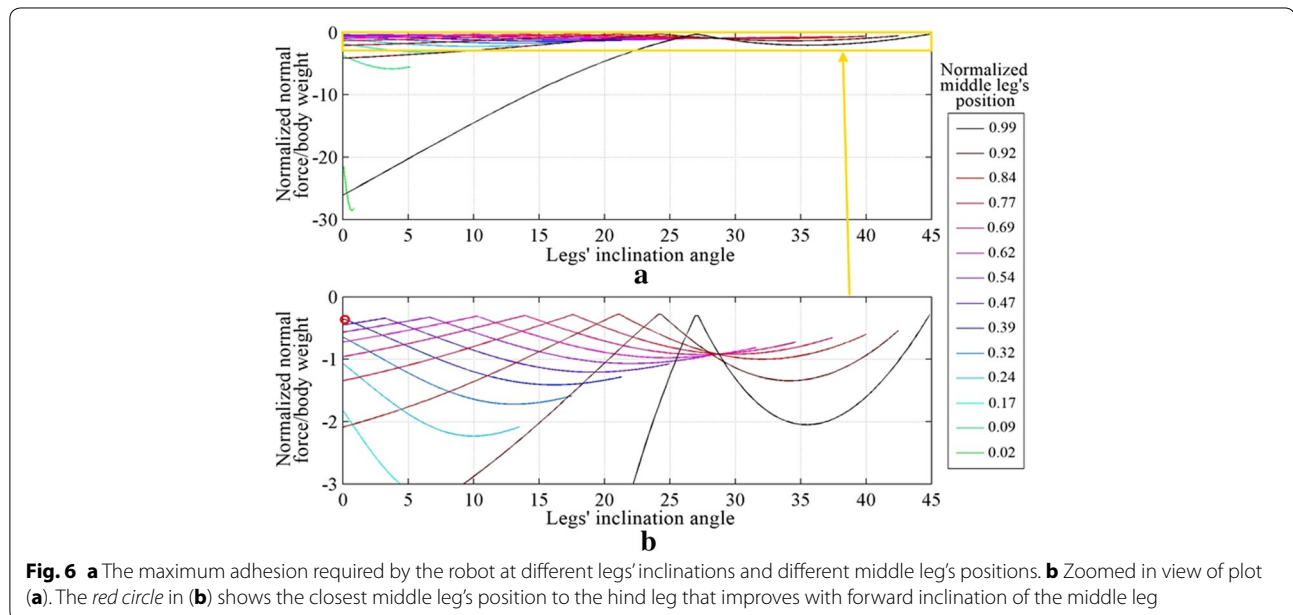 Normalized normal
force/body weight
0
-10
-20
-30
0 5 10 15 20 25 30 35 40 45
Legs' inclination angle
a
Normalized normal
force/body weight
0
-1
-2
-3
0 5 10 15 20 25 30 35 40 45
Legs' inclination angle
b
Normalized
middle leg's
position
0.99
0.92
0.84
0.77
0.69
0.62
0.54
0.47
0.39
0.32
0.24
0.17
0.09
0.02
Fig. 6 a The maximum adhesion required by the robot at different legs' inclinations and different middle leg's positions. b Zoomed in view of plot
(a). The red circle in (b) shows the closest middle leg's position to the hind leg that improves with forward inclination of the middle leg